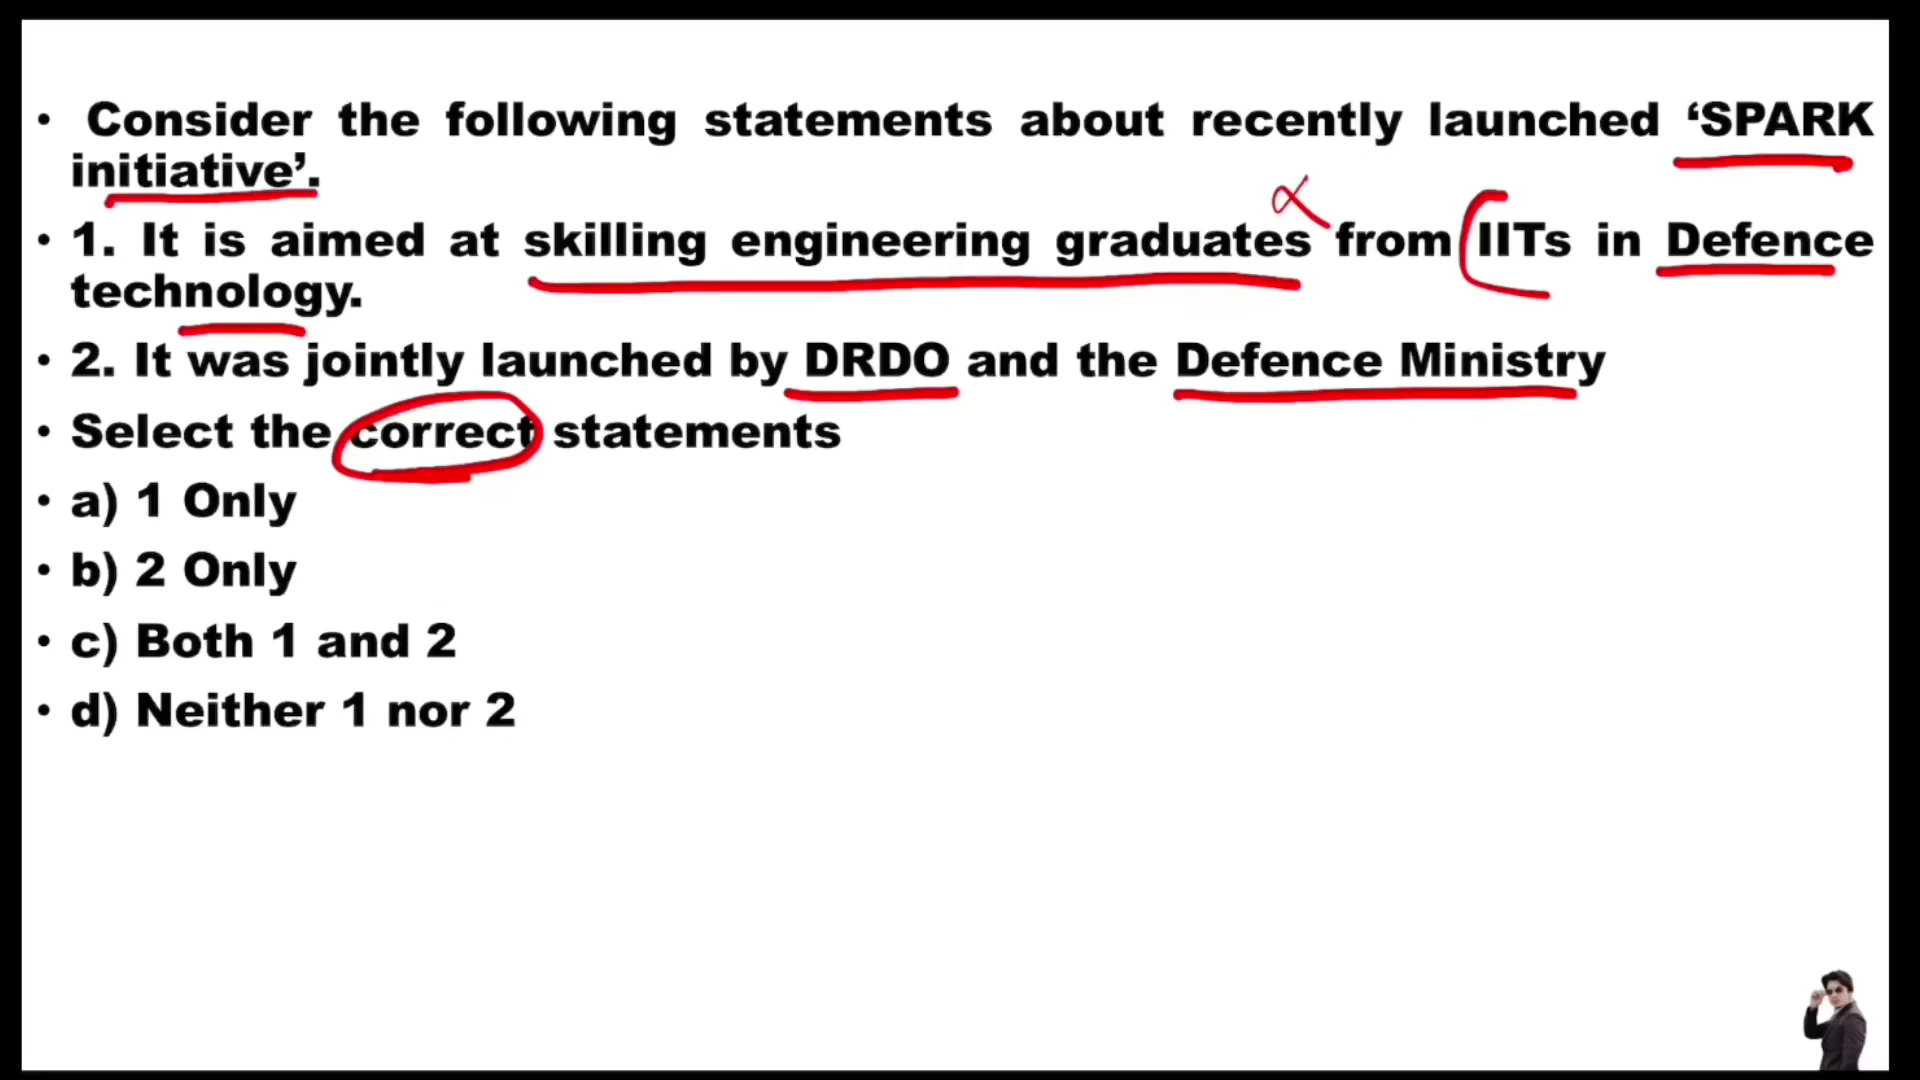 • Consider the following statements about recently launched ‘SPARK
initiative’.
• 1. It is aimed at skilling engineering graduates from IITs in Defence
technology.
• 2. It was jointly launched by DRDO and the Defence Ministry
• Select the correct statements
• a) 1 Only
• b) 2 Only
• c) Both 1 and 2
• d) Neither 1 nor 2